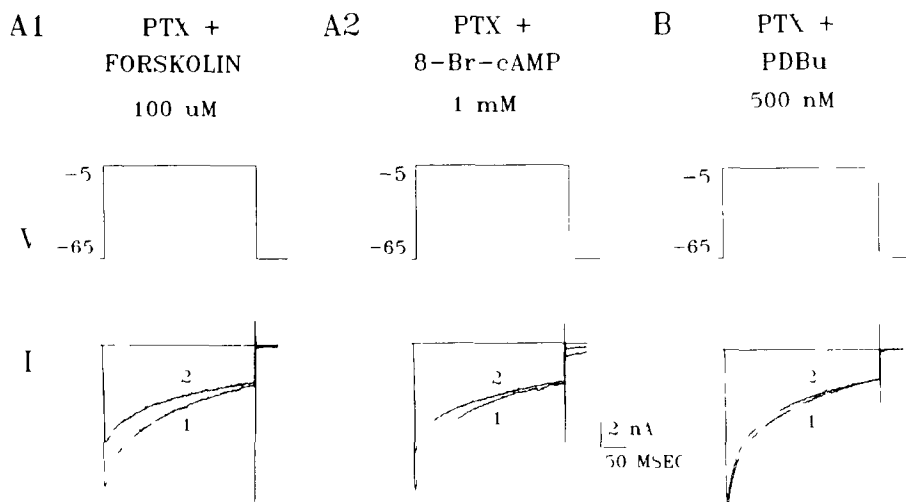 A1 PTX + A2 PTX + B PTX +
FORSKOLIN 8-Br-cAMP PDBu
100 uM 1 mM 500 nM
-5 -5 -5
V -65 -65 -65
I
2 2 2
1 1 1
2 nA
50 MSEC